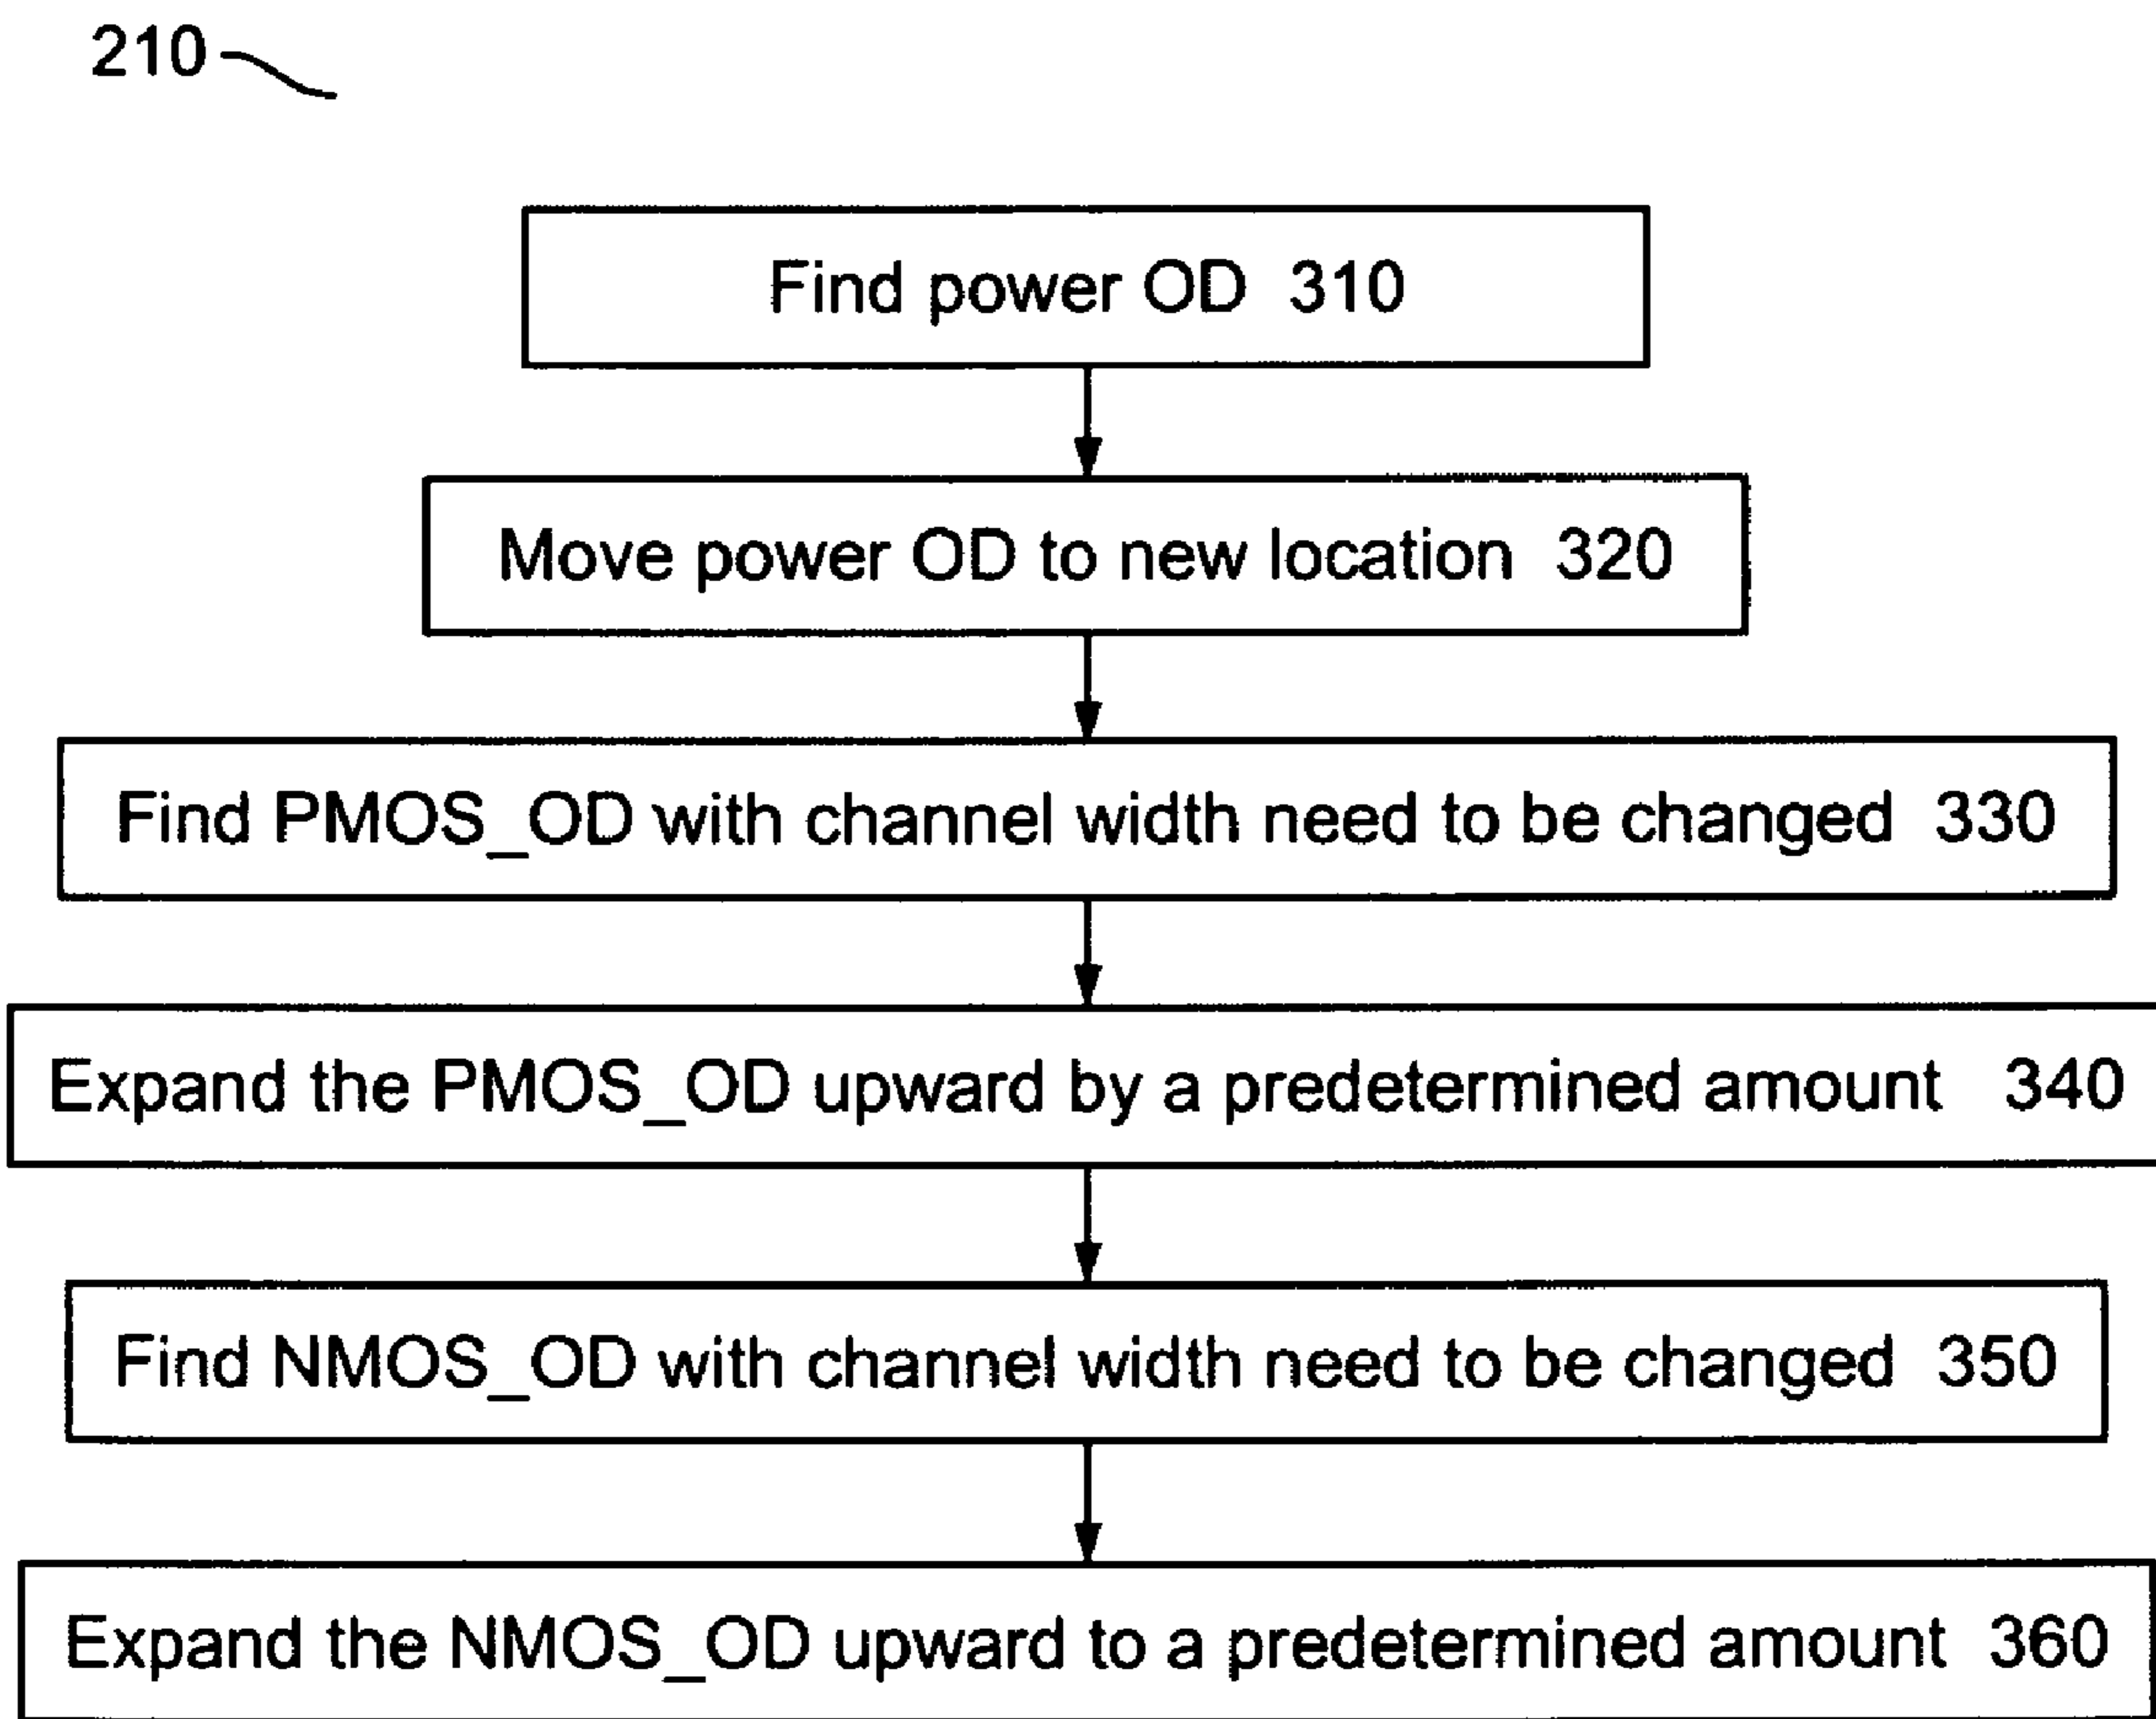 210
Find power OD 310
Move power OD to new location 320
Find PMOS_OD with channel width need to be changed 330
Expand the PMOS_OD upward by a predetermined amount 340
Find NMOS_OD with channel width need to be changed 350
Expand the NMOS_OD upward to a predetermined amount 360